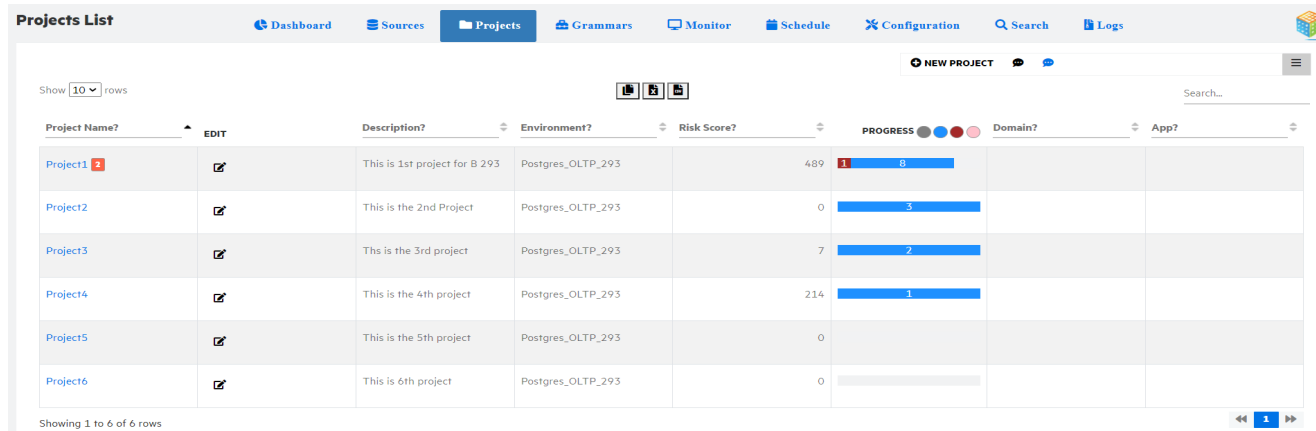 Projects List
Dashboard Sources Projects Grammars Monitor Schedule Configuration Search Logs
NEW PROJECT
Show 10 rows
Search...
Project Name? EDIT Description? Environment? Risk Score? PROGRESS Domain? App?
Project1 2 This is 1st project for B 293 Postgres_OLTP_293 489 1 8
Project2 This is the 2nd Project Postgres_OLTP_293 0 3
Project3 Ths is the 3rd project Postgres_OLTP_293 7 2
Project4 This is the 4th project Postgres_OLTP_293 214 1
Project5 This is the 5th project Postgres_OLTP_293 0
Project6 This is 6th project Postgres_OLTP_293 0
Showing 1 to 6 of 6 rows 1